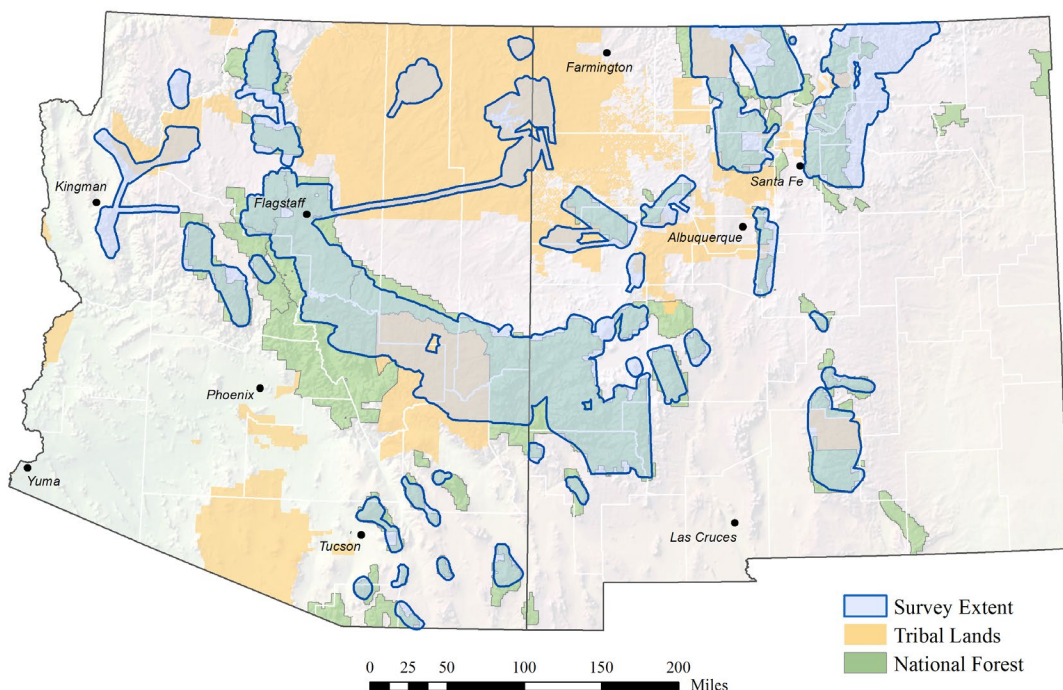 Farmington
Santa Fe
Kingman
Flagstaff
Albuquerque
Phoenix
Yuma
Las Cruces
Tucson
Survey Extent
Tribal Lands
National Forest
0 25 50 100 150 200
Miles